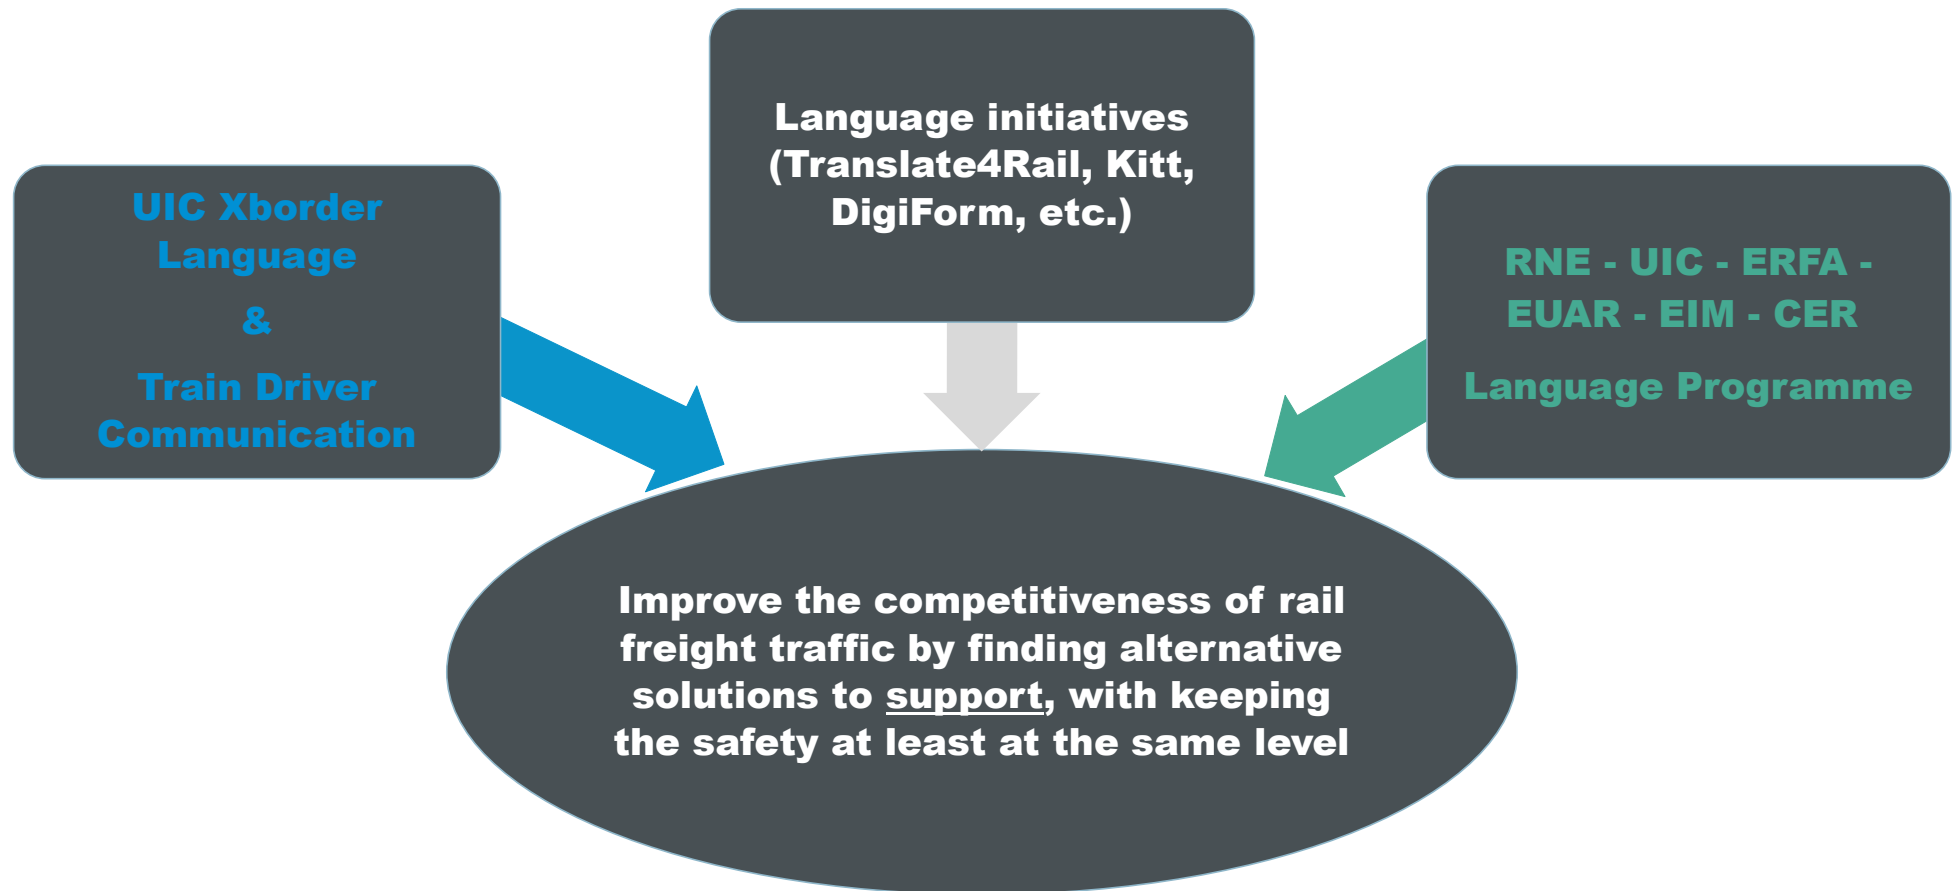 Language initiatives
(Translate4Rail, Kitt,
DigiForm, etc.)
UIC Xborder
Language
&
Train Driver
Communication
RNE - UIC - ERFA -
EUAR - EIM - CER
Language Programme
Improve the competitiveness of rail
freight traffic by finding alternative
solutions to support, with keeping
the safety at least at the same level